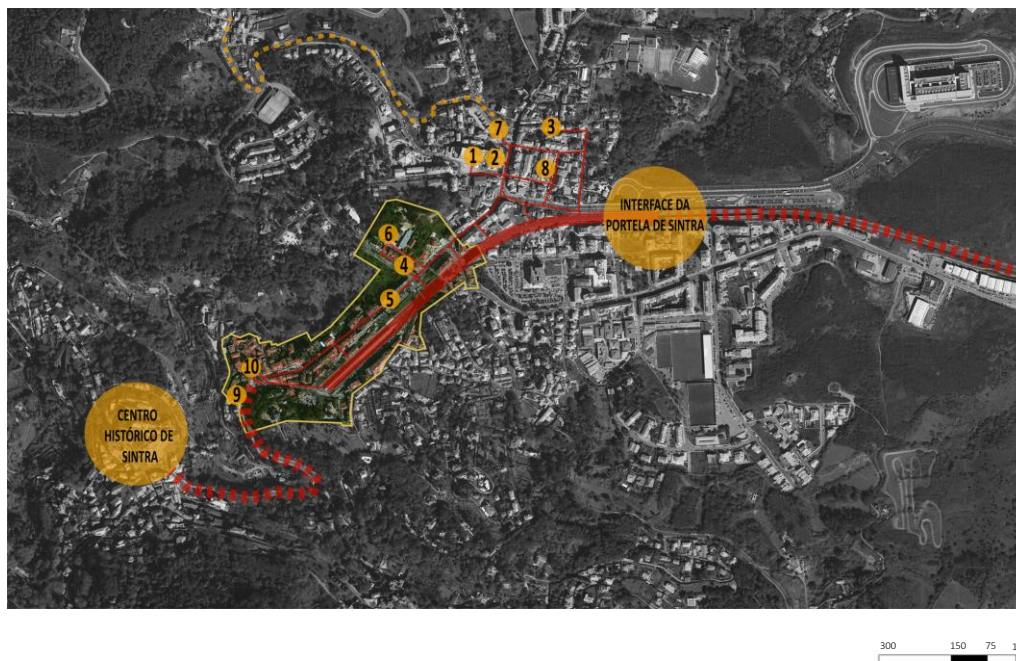 7
3
1
2
8
INTERFACE DA
PORTELA DE SINTRA
6
4
5
10
9
CENTRO
HISTÓRICO DE
SINTRA
300 150 75